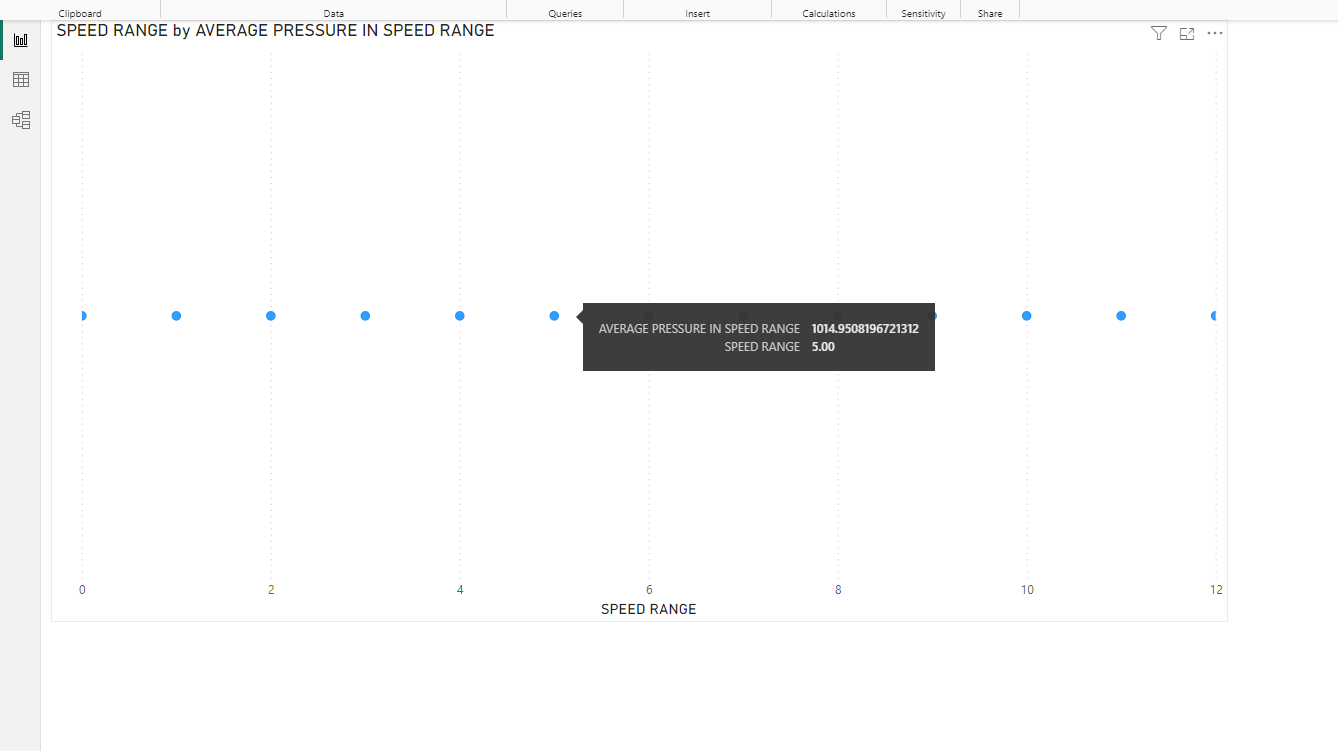 Clipboard Data Queries Insert Calculations Sensitivity Share
SPEED RANGE by AVERAGE PRESSURE IN SPEED RANGE
AVERAGE PRESSURE IN SPEED RANGE 1014.9508196721312
SPEED RANGE 5.00
0 2 4 6 8 10 12
SPEED RANGE